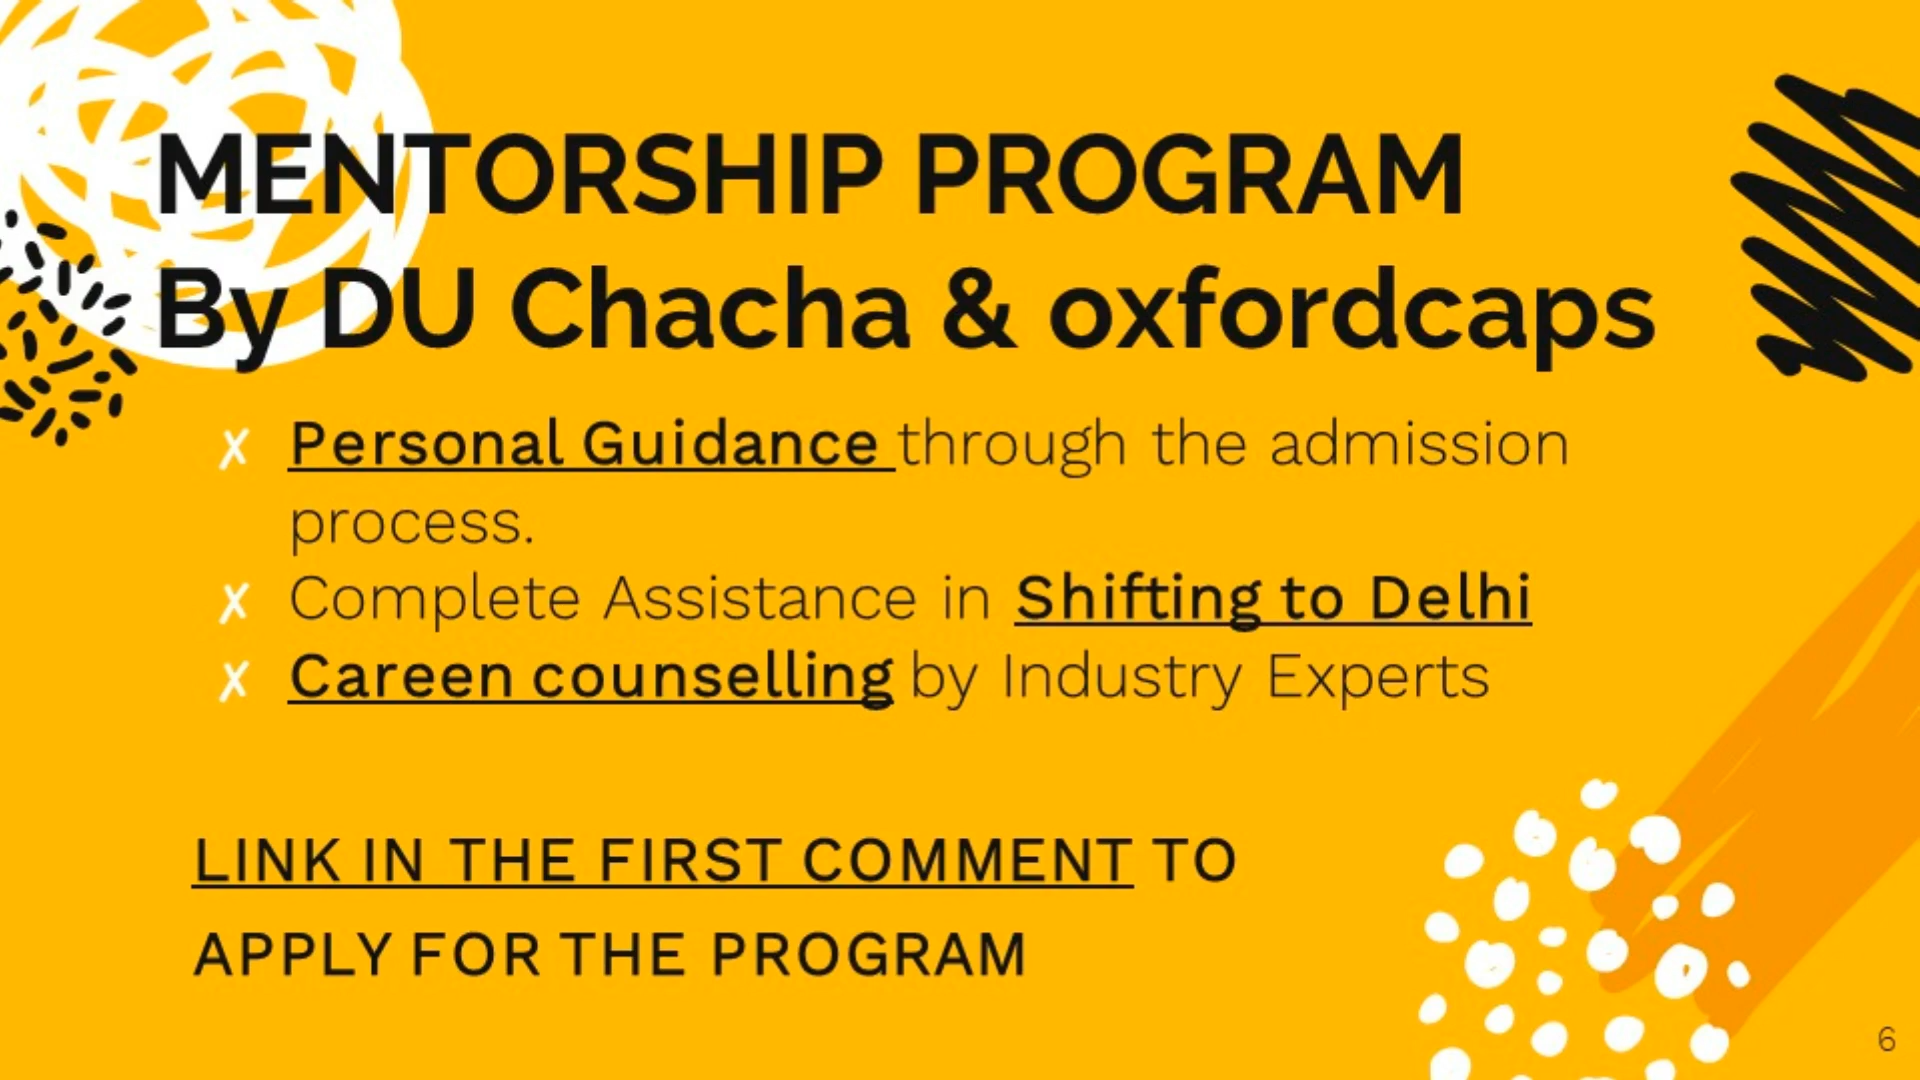 MENTORSHIP PROGRAM
By DU Chacha & oxfordcaps
✗ Personal Guidance through the admission
process.
✗ Complete Assistance in Shifting to Delhi
✗ Careen counselling by Industry Experts
LINK IN THE FIRST COMMENT TO
APPLY FOR THE PROGRAM
6